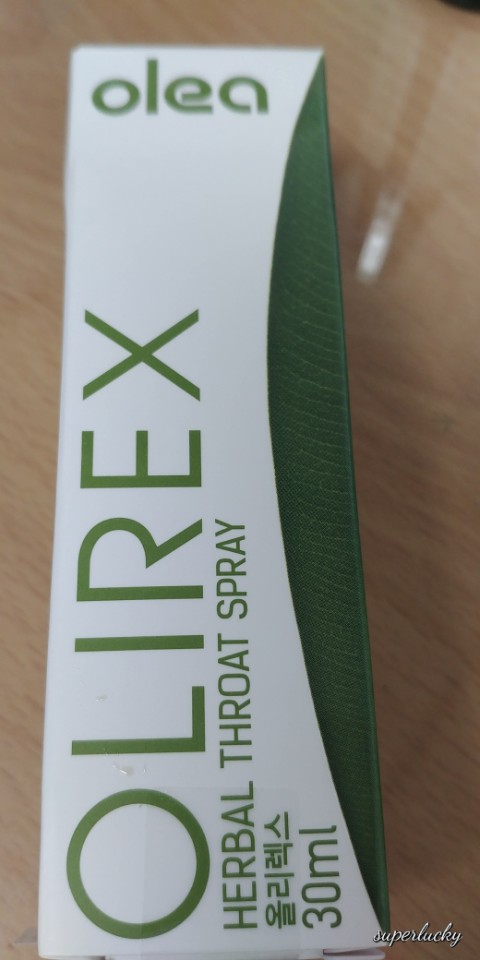 olea
OLIREX
HERBAL THROAT SPRAY
올리렉스
30ml
superlucky